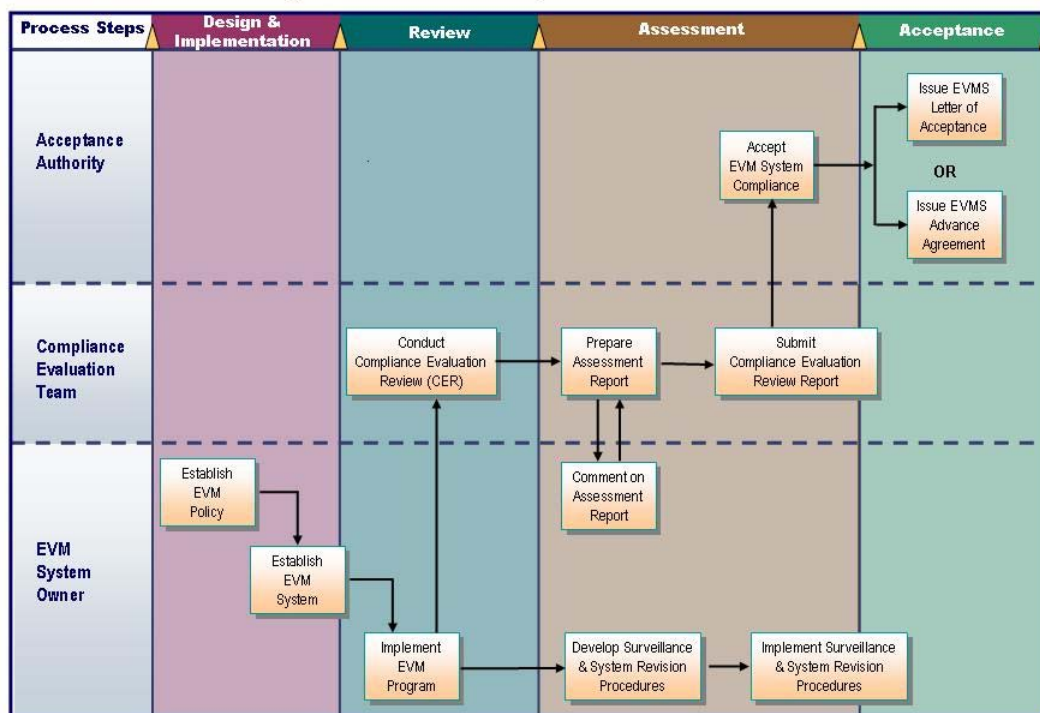 Process Steps
Design &
Implementation
Review
Assessment
Acceptance
Acceptance
Authority
Accept
EVM System
Compliance
Issue EVMS
Letter of
Acceptance
OR
Issue EVMS
Advance
Agreement
Compliance
Evaluation
Team
Conduct
Compliance Evaluation
Review (CER)
Prepare
Assessment
Report
Submit
Compliance Evaluation
Review Report
EVM
System
Owner
Establish
EVM
Policy
Establish
EVM
System
Implement
EVM
Program
Comment on
Assessment
Report
Develop Surveillance
& System Revision
Procedures
Implement Surveillance
& System Revision
Procedures